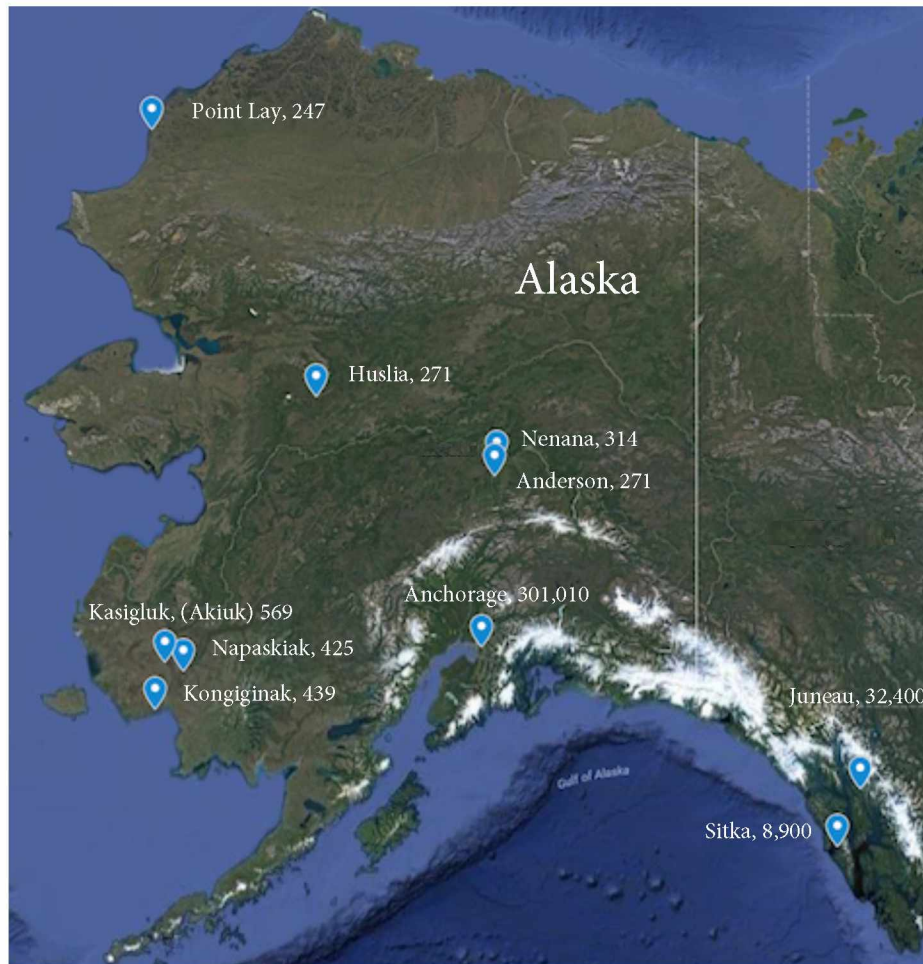 Point Lay, 247
Alaska
Huslia, 271
Nenana, 314
Anderson, 271
Anchorage, 301,010
Kasigluk, (Akiuk) 569
Napaskiak, 425
Kongiginak, 439
Juneau, 32,400
Gulf of Alaska
Sitka, 8,900